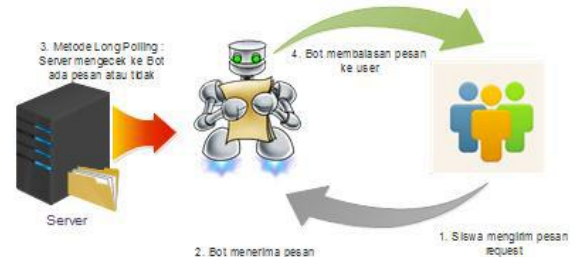 3. Metode Long Polling :
Server mengecek ke Bot
ada pesan atau tidak
4. Bot membalasan pesan
ke user
Server
2. Bot menerima pesan
1. Siswa mengirim pesan
request